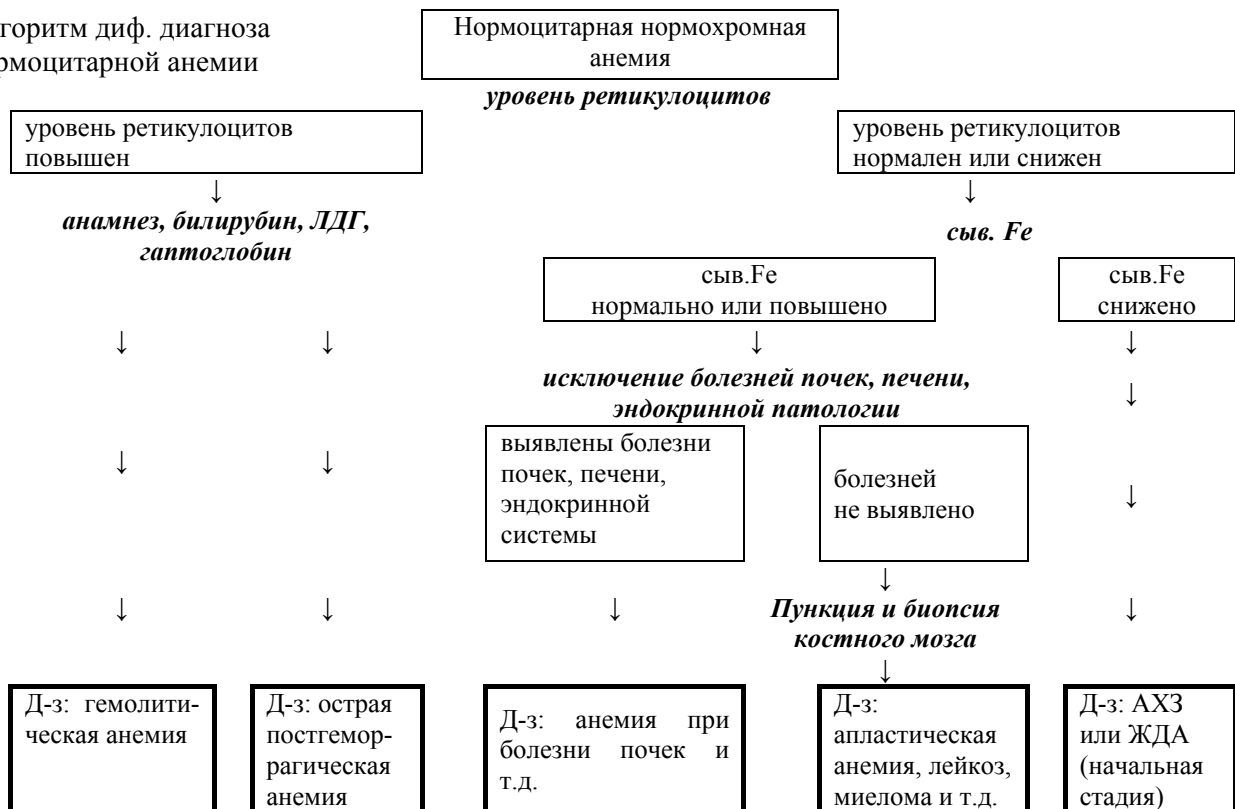 горитм диф. диагноза
рмоцитарной анемии
Нормоцитарная нормохромная
анемия
уровень ретикулоцитов
уровень ретикулоцитов
повышен
уровень ретикулоцитов
нормален или снижен
↓
↓
анамнез, билирубин, ЛДГ,
гаптоглобин
сыв. Fe
сыв.Fe
нормально или повышено
сыв.Fe
снижено
↓
↓
↓
↓
исключение болезней почек, печени,
эндокринной патологии
↓
выявлены болезни
почек, печени,
эндокринной
системы
болезней
не выявлено
↓
↓
↓
↓
↓
↓
↓
Пункция и биопсия
костного мозга
↓
↓
Д-з: гемолити-
ческая анемия
Д-з: острая
постгемор-
рагическая
анемия
Д-з: анемия при
болезни почек и
т.д.
Д-з:
апластическая
анемия, лейкоз,
миелома и т.д.
Д-з: АХЗ
или ЖДА
(начальная
стадия)